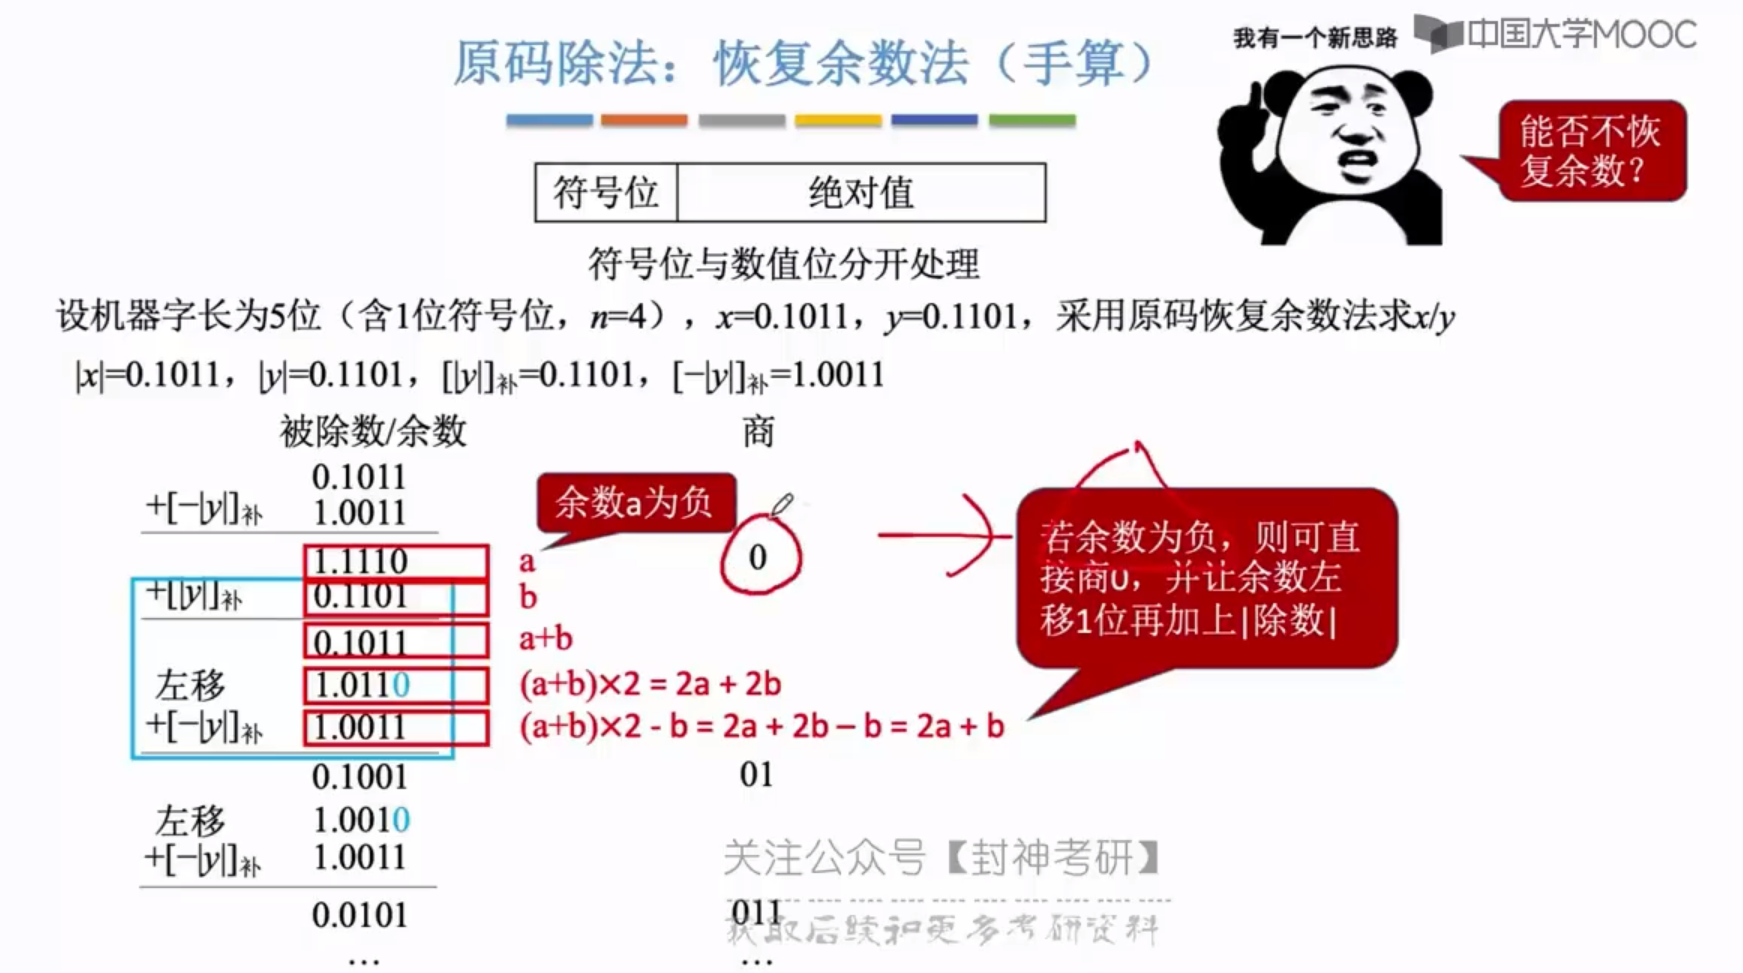 原码除法：恢复余数法（手算）
我有一个新思路
中国大学MOOC
能否不恢
复余数？
符号位 绝对值
符号位与数值位分开处理
设机器字长为5位（含1位符号位，n=4），x=0.1011，y=0.1101，采用原码恢复余数法求x/y
|x|=0.1011，|y|=0.1101，[|y|]补=0.1101，[−|y|]补=1.0011
被除数/余数 商
0.1011
+[−|y|]补 1.0011
余数a为负
1.1110 a 0
+[|y|]补 0.1101 b
0.1011 a+b
左移 1.0110 (a+b)×2 = 2a + 2b
+[−|y|]补 1.0011 (a+b)×2 - b = 2a + 2b – b = 2a + b
若余数为负，则可直
接商0，并让余数左
移1位再加上|除数|
0.1001 01
左移 1.0010
+[−|y|]补 1.0011
关注公众号【封神考研】
0.0101 011
获取后续和更多考研资料
… …